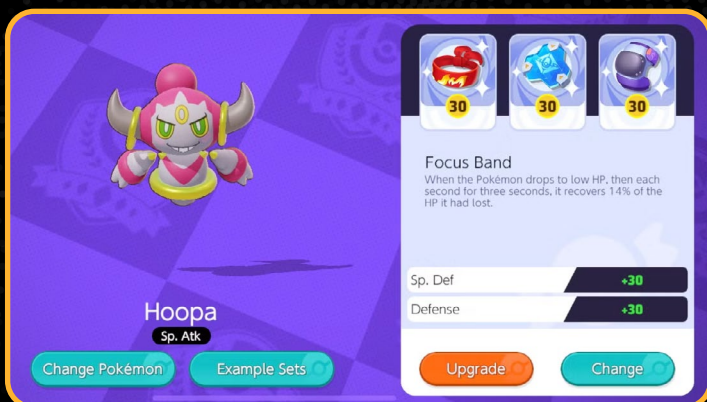 30 30 30
Focus Band
When the Pokémon drops to low HP, then each
second for three seconds, it recovers 14% of the
HP it had lost.
Sp. Def +30
Defense +30
Hoopa
Sp. Atk
Change Pokémon Example Sets Upgrade Change